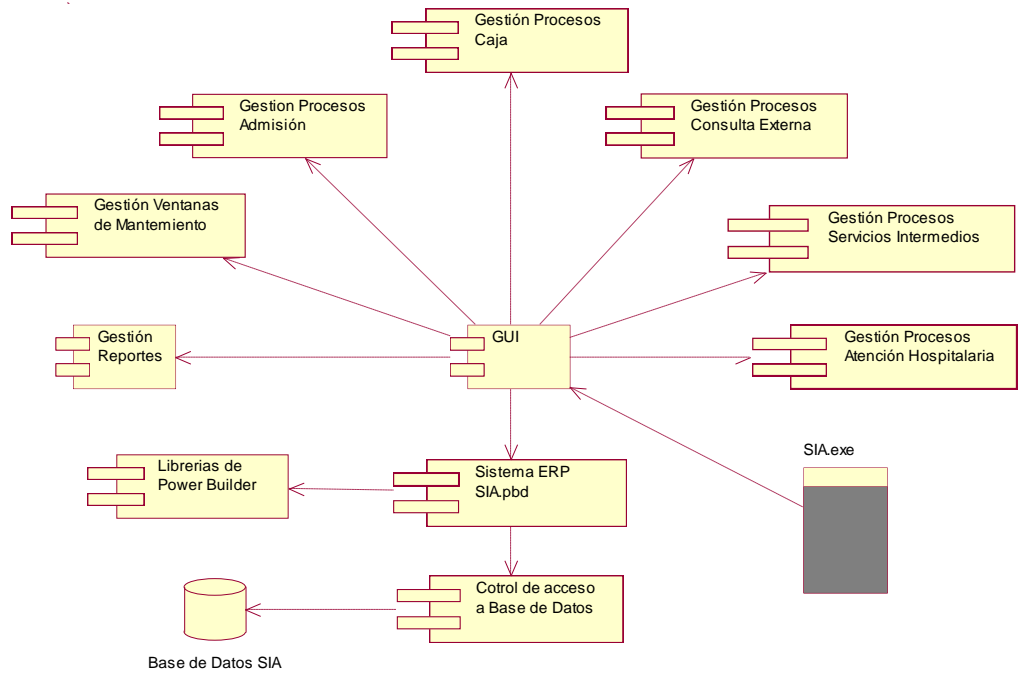 Gestión Procesos
Caja
Gestion Procesos
Admisión
Gestión Procesos
Consulta Externa
Gestión Ventanas
de Mantemiento
Gestión Procesos
Servicios Intermedios
Gestión
Reportes
GUI
Gestión Procesos
Atención Hospitalaria
SIA.exe
Librerias de
Power Builder
Sistema ERP
SIA.pbd
Cotrol de acceso
a Base de Datos
Base de Datos SIA